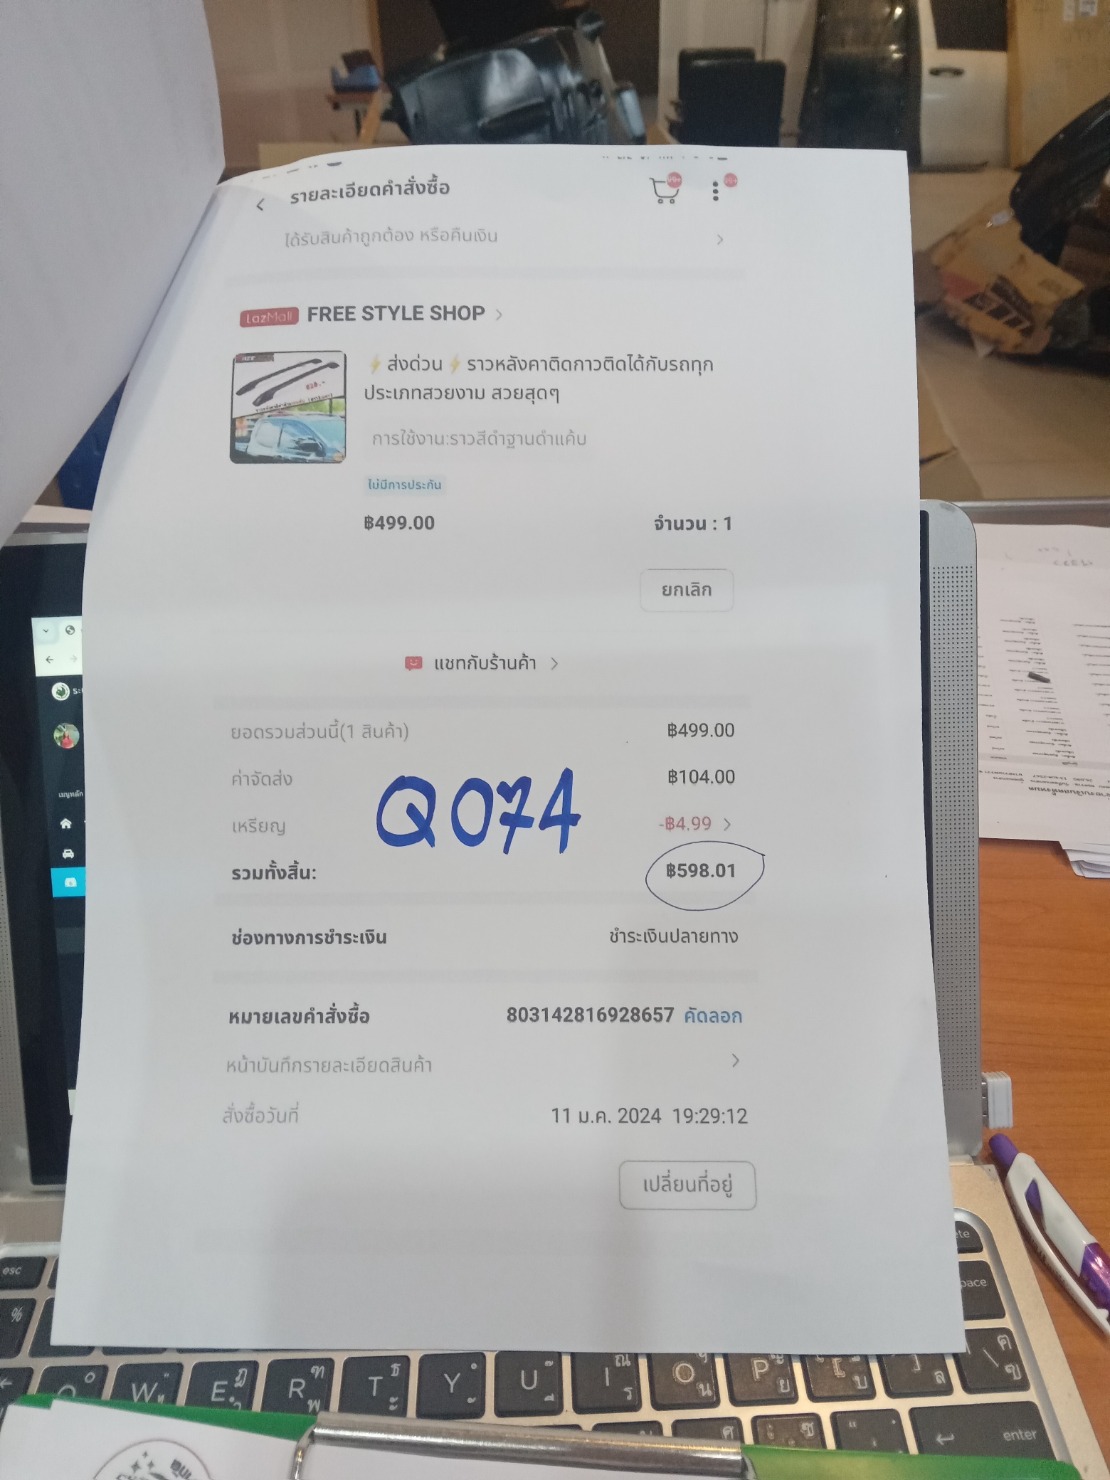 รายละเอียดคำสั่งซื้อ
ได้รับสินค้าถูกต้อง หรือคืนเงิน
LazMall FREE STYLE SHOP
⚡ส่งด่วน⚡ราวหลังคาติดกาวติดได้กับรถทุก
ประเภทสวยงาม สวยสุดๆ
การใช้งาน:ราวสีดำฐานดำแค้บ
ไม่มีการประกัน
฿499.00 จำนวน : 1
ยกเลิก
แชทกับร้านค้า
ยอดรวมส่วนนี้(1 สินค้า) ฿499.00
ค่าจัดส่ง ฿104.00
เหรียญ -฿4.99
Q074
รวมทั้งสิ้น: ฿598.01
ช่องทางการชำระเงิน ชำระเงินปลายทาง
หมายเลขคำสั่งซื้อ 803142816928657 คัดลอก
หน้าบันทึกรายละเอียดสินค้า
สั่งซื้อวันที่ 11 ม.ค. 2024 19:29:12
เปลี่ยนที่อยู่
esc
W E R T Y U I O P
enter